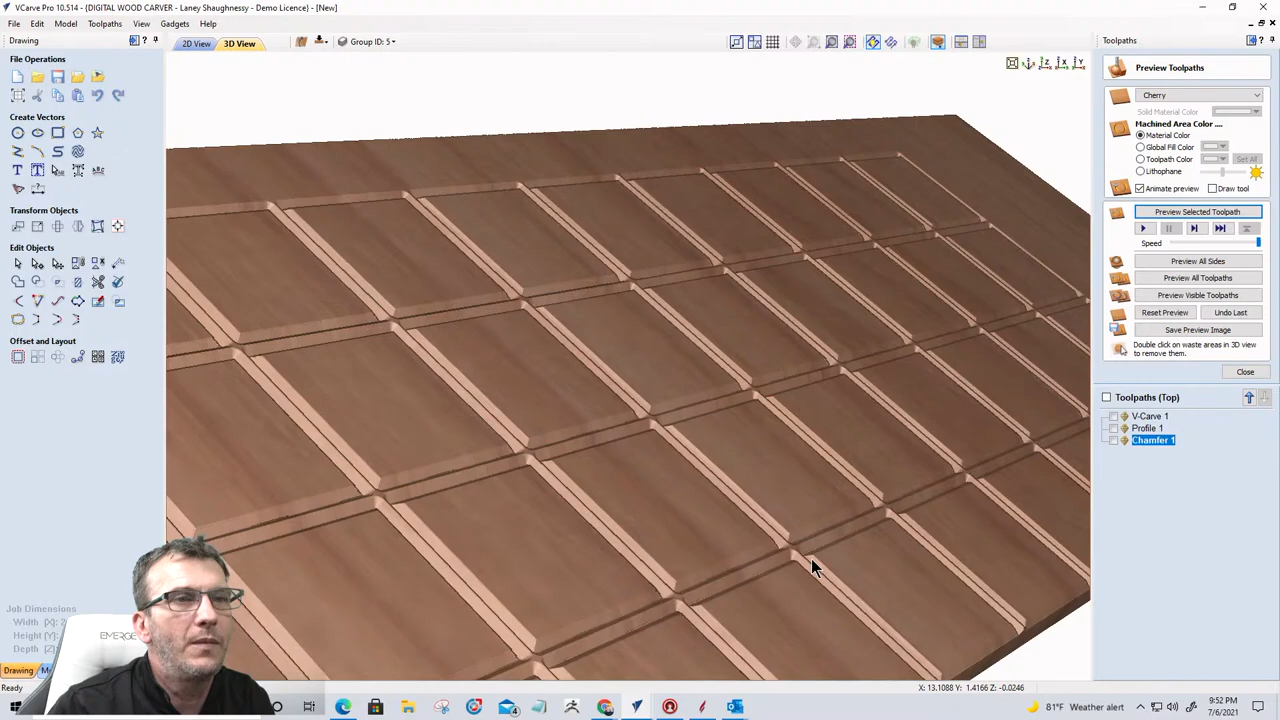 VCarve Pro 10.514 - {DIGITAL WOOD CARVER - Laney Shaughnessy - Demo Licence} - [New]
File Edit Model Toolpaths View Gadgets Help
Drawing
2D View 3D View
Group ID: 5
Toolpaths
File Operations
Create Vectors
Transform Objects
Edit Objects
Offset and Layout
Job Dimensions
Width (X): 2
Height (Y):
Depth (Z):
EMERGE
Drawing
Ready
Preview Toolpaths
Cherry
Solid Material Color
Machined Area Color ....
Material Color
Global Fill Color
Toolpath Color Set All
Lithophane
Animate preview Draw tool
Preview Selected Toolpath
Speed
Preview All Sides
Preview All Toolpaths
Preview Visible Toolpaths
Reset Preview Undo Last
Save Preview Image
Double click on waste areas in 3D view
to remove them.
Close
Toolpaths (Top)
V-Carve 1
Profile 1
Chamfer 1
X: 13.1088 Y: 1.4166 Z: -0.0246
81°F Weather alert
9:52 PM
7/6/2021